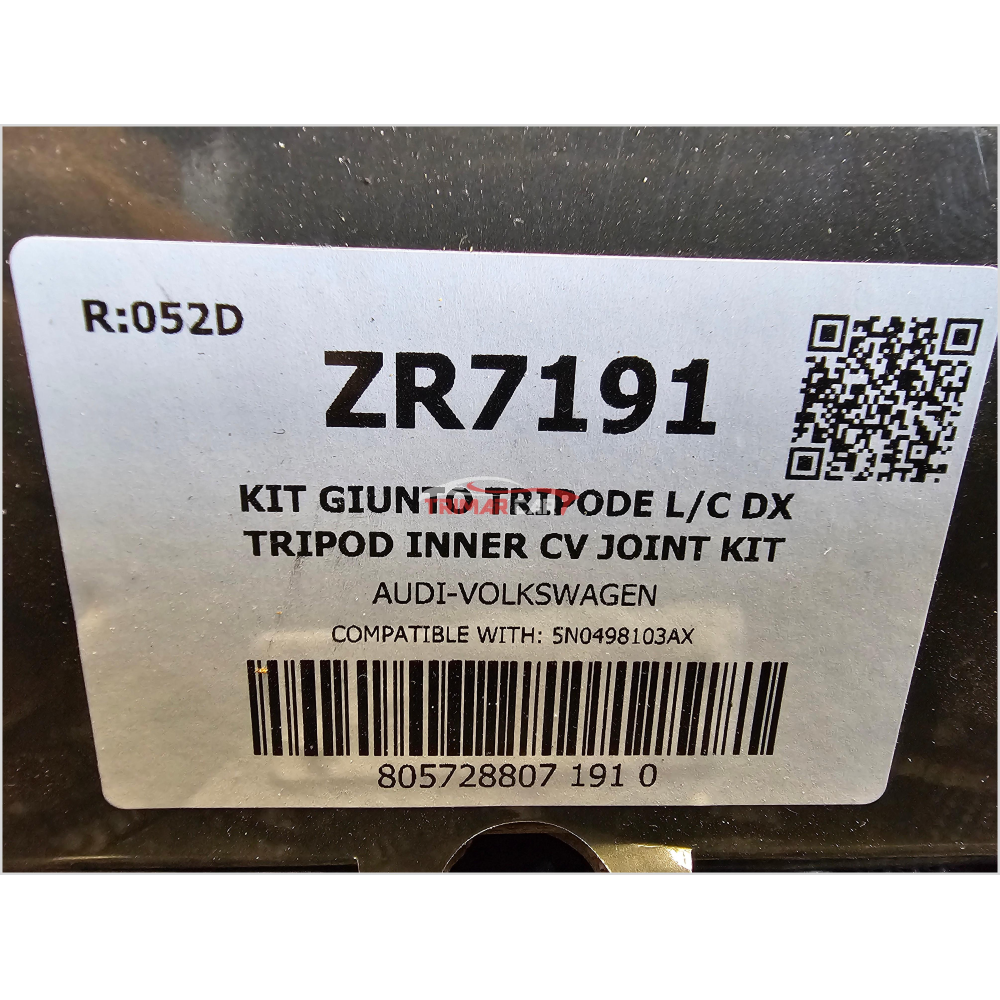 R:052D
ZR7191
KIT GIUNTO TRIPODE L/C DX
TRIMARKER
TRIPOD INNER CV JOINT KIT
AUDI-VOLKSWAGEN
COMPATIBLE WITH: 5N0498103AX
805728807 191 0